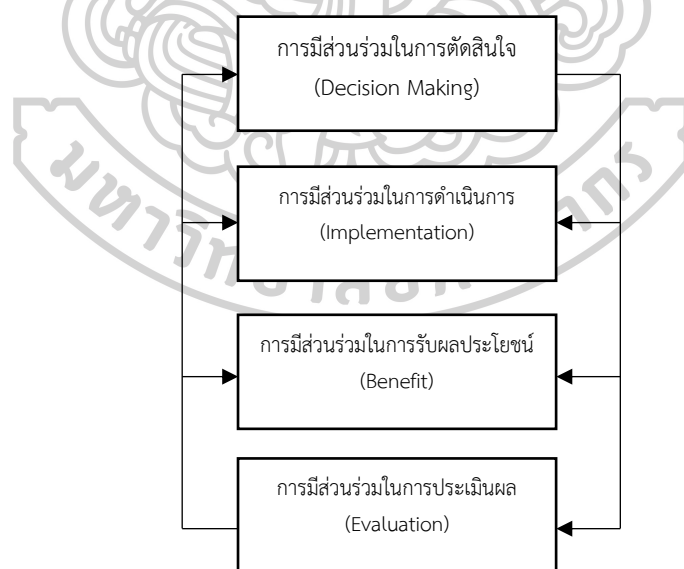 การมีส่วนร่วมในการตัดสินใจ
(Decision Making)
การมีส่วนร่วมในการดำเนินการ
(Implementation)
การมีส่วนร่วมในการรับผลประโยชน์
(Benefit)
การมีส่วนร่วมในการประเมินผล
(Evaluation)